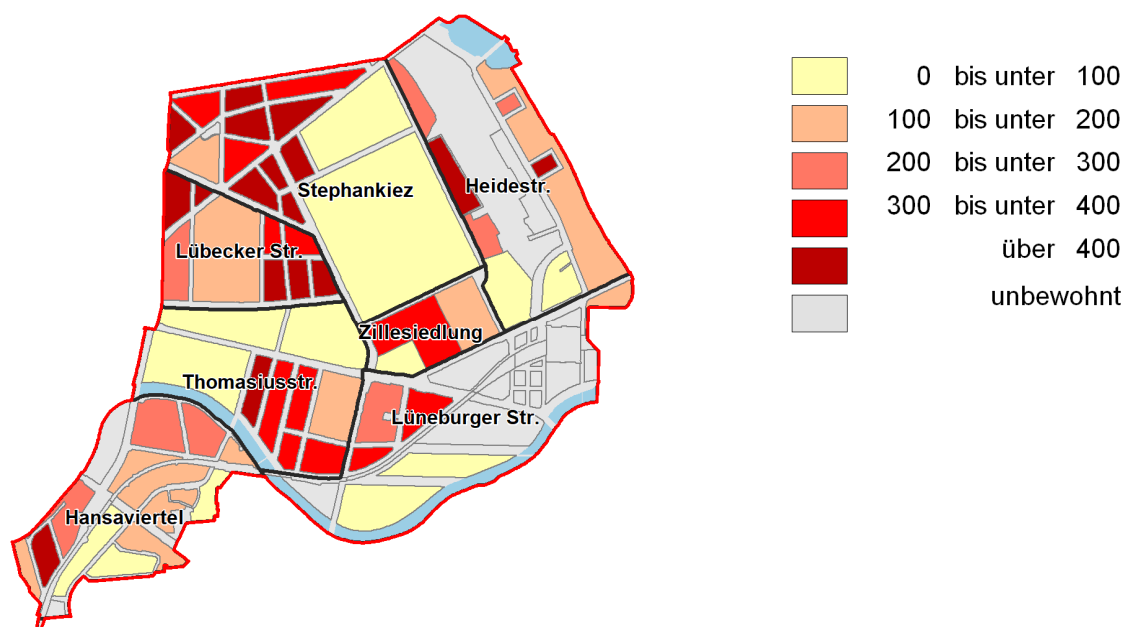 Stephankiez
Heidestr.
Lübecker Str.
Zillesiedlung
Thomasiusstr.
Lüneburger Str.
Hansaviertel
0 bis unter 100
100 bis unter 200
200 bis unter 300
300 bis unter 400
über 400
unbewohnt